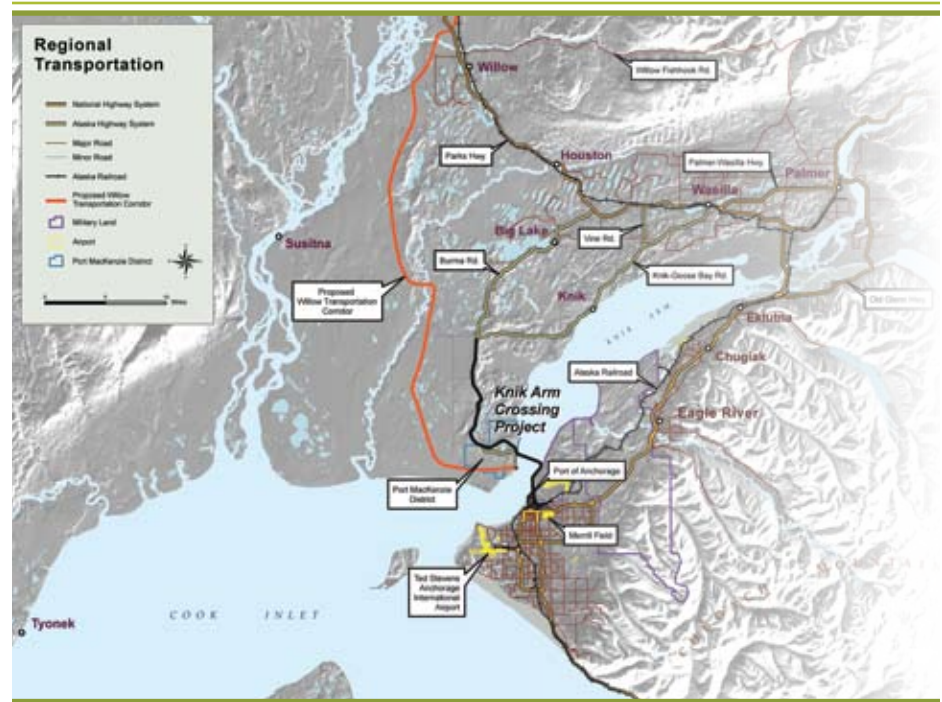 Regional
Transportation
National Highway System
Alaska Highway System
Major Road
Minor Road
Alaska Railroad
Proposed Willow
Transportation Corridor
Military Land
Airport
Port MacKenzie District
Miles
Willow
Willow Fishhook Rd.
Parks Hwy
Houston
Palmer-Wasilla Hwy.
Palmer
Wasilla
Susitna
Big Lake
Vine Rd.
Burma Rd.
Knik-Goose Bay Rd.
Proposed
Willow Transportation
Corridor
Knik
Old Glenn Hwy.
KNIK ARM
Eklutna
Chugiak
Alaska Railroad
Knik Arm
Crossing
Project
Eagle River
Port of Anchorage
Port MacKenzie
District
Merrill Field
Ted Stevens
Anchorage
International
Airport
COOK INLET
Tyonek